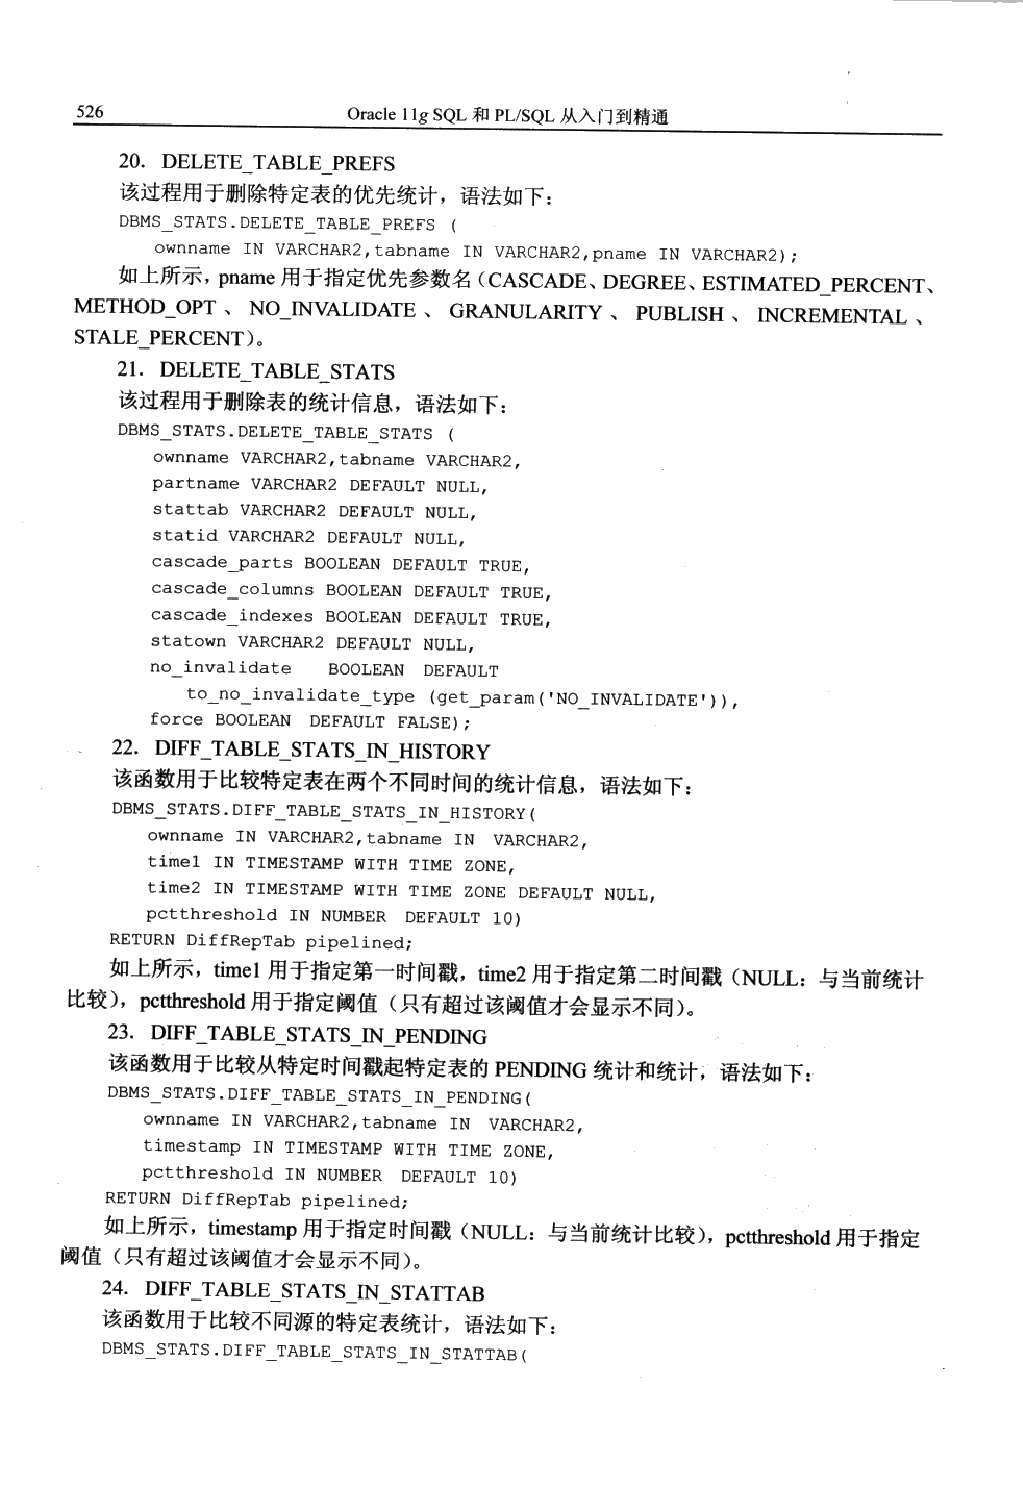 526
Oracle 11g SQL 和 PL/SQL 从入门到精通
20．DELETE_TABLE_PREFS
该过程用于删除特定表的优先统计，语法如下：
DBMS_STATS.DELETE_TABLE_PREFS (
ownname IN VARCHAR2,tabname IN VARCHAR2,pname IN VARCHAR2);
如上所示，pname 用于指定优先参数名（CASCADE、DEGREE、ESTIMATED_PERCENT、
METHOD_OPT 、 NO_INVALIDATE 、 GRANULARITY 、 PUBLISH 、 INCREMENTAL 、
STALE_PERCENT）。
21．DELETE_TABLE_STATS
该过程用于删除表的统计信息，语法如下：
DBMS_STATS.DELETE_TABLE_STATS (
ownname VARCHAR2,tabname VARCHAR2,
partname VARCHAR2 DEFAULT NULL,
stattab VARCHAR2 DEFAULT NULL,
statid VARCHAR2 DEFAULT NULL,
cascade_parts BOOLEAN DEFAULT TRUE,
cascade_columns BOOLEAN DEFAULT TRUE,
cascade_indexes BOOLEAN DEFAULT TRUE,
statown VARCHAR2 DEFAULT NULL,
no_invalidate BOOLEAN DEFAULT
to_no_invalidate_type (get_param('NO_INVALIDATE')),
force BOOLEAN DEFAULT FALSE);
22．DIFF_TABLE_STATS_IN_HISTORY
该函数用于比较特定表在两个不同时间的统计信息，语法如下：
DBMS_STATS.DIFF_TABLE_STATS_IN_HISTORY(
ownname IN VARCHAR2,tabname IN VARCHAR2,
time1 IN TIMESTAMP WITH TIME ZONE,
time2 IN TIMESTAMP WITH TIME ZONE DEFAULT NULL,
pctthreshold IN NUMBER DEFAULT 10)
RETURN DiffRepTab pipelined;
如上所示，time1 用于指定第一时间戳，time2 用于指定第二时间戳（NULL：与当前统计
比较），pctthreshold 用于指定阈值（只有超过该阈值才会显示不同）。
23．DIFF_TABLE_STATS_IN_PENDING
该函数用于比较从特定时间戳起特定表的 PENDING 统计和统计，语法如下：
DBMS_STATS.DIFF_TABLE_STATS_IN_PENDING(
ownname IN VARCHAR2,tabname IN VARCHAR2,
timestamp IN TIMESTAMP WITH TIME ZONE,
pctthreshold IN NUMBER DEFAULT 10)
RETURN DiffRepTab pipelined;
如上所示，timestamp 用于指定时间戳（NULL：与当前统计比较），pctthreshold 用于指定
阈值（只有超过该阈值才会显示不同）。
24．DIFF_TABLE_STATS_IN_STATTAB
该函数用于比较不同源的特定表统计，语法如下：
DBMS_STATS.DIFF_TABLE_STATS_IN_STATTAB(